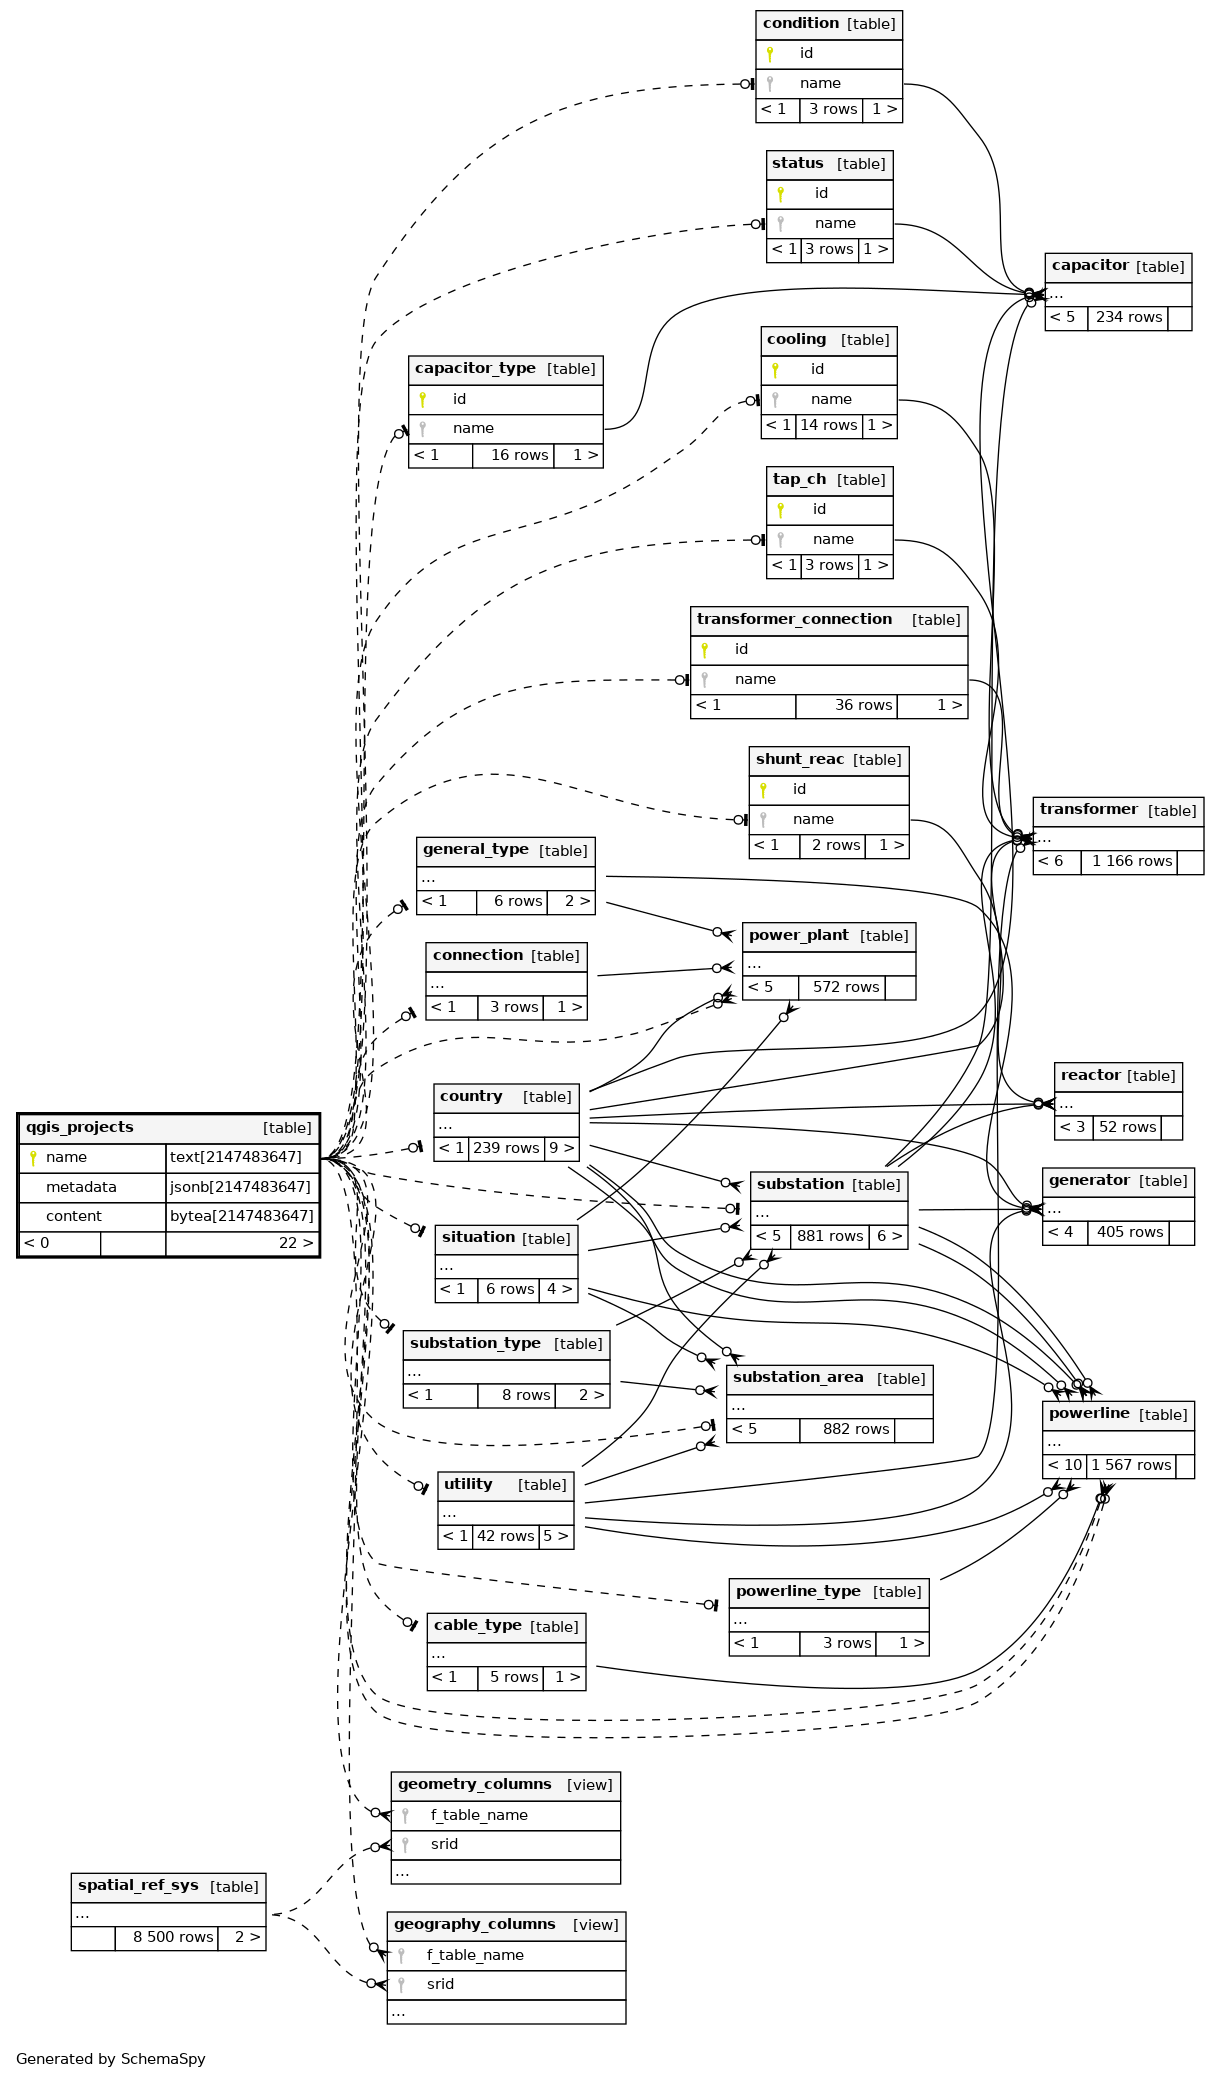 condition [table]
id
name
< 1 3 rows 1 >
status [table]
id
name
< 1 3 rows 1 >
capacitor [table]
...
< 5 234 rows
cooling [table]
id
name
< 1 14 rows 1 >
capacitor_type [table]
id
name
< 1 16 rows 1 >
tap_ch [table]
id
name
< 1 3 rows 1 >
transformer_connection [table]
id
name
< 1 36 rows 1 >
shunt_reac [table]
id
name
< 1 2 rows 1 >
transformer [table]
...
< 6 1 166 rows
general_type [table]
...
< 1 6 rows 2 >
power_plant [table]
...
< 5 572 rows
connection [table]
...
< 1 3 rows 1 >
reactor [table]
...
< 3 52 rows
country [table]
...
< 1 239 rows 9 >
qgis_projects [table]
name text[2147483647]
metadata jsonb[2147483647]
content bytea[2147483647]
< 0 22 >
substation [table]
...
< 5 881 rows 6 >
generator [table]
...
< 4 405 rows
situation [table]
...
< 1 6 rows 4 >
substation_type [table]
...
< 1 8 rows 2 >
substation_area [table]
...
< 5 882 rows
powerline [table]
...
< 10 1 567 rows
utility [table]
...
< 1 42 rows 5 >
powerline_type [table]
...
< 1 3 rows 1 >
cable_type [table]
...
< 1 5 rows 1 >
geometry_columns [view]
f_table_name
srid
...
spatial_ref_sys [table]
...
8 500 rows 2 >
geography_columns [view]
f_table_name
srid
...
Generated by SchemaSpy